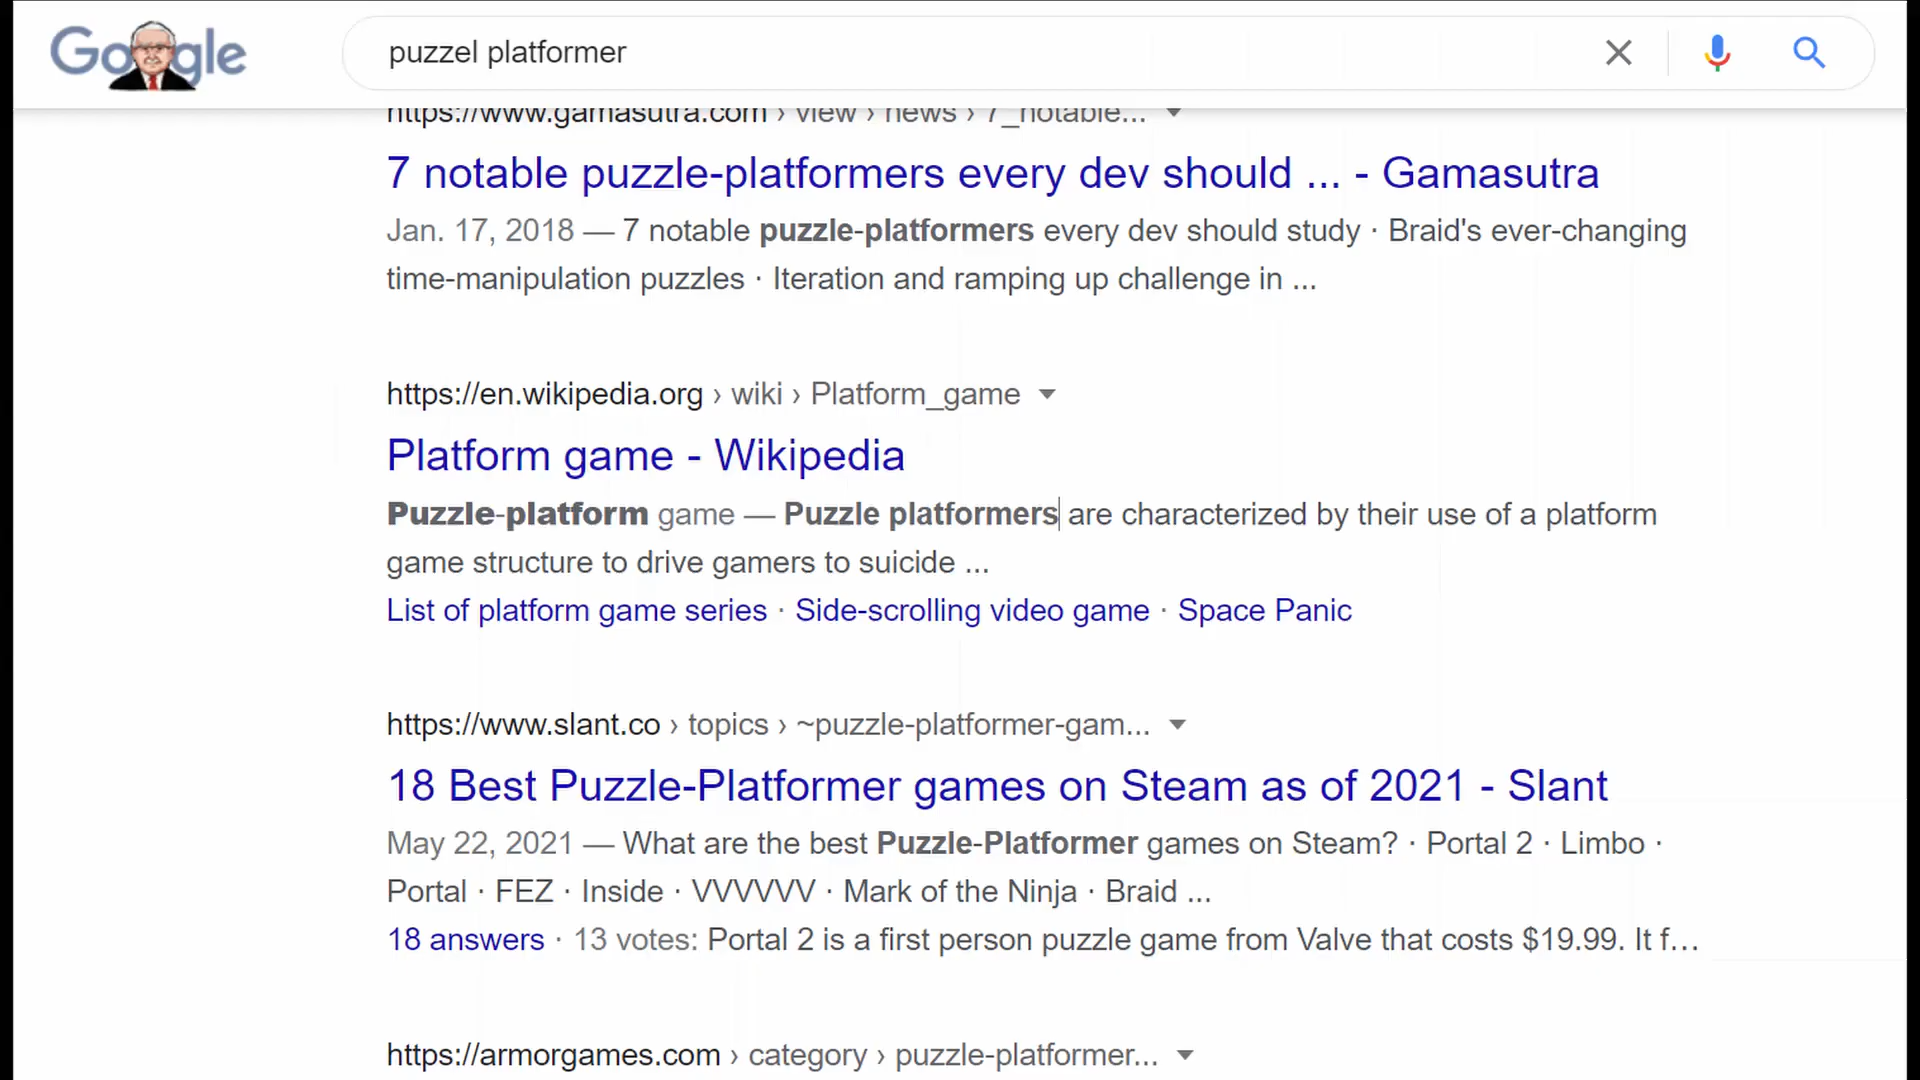 Google
puzzel platformer
https://www.gamasutra.com › view › news › 7_notable...
7 notable puzzle-platformers every dev should ... - Gamasutra
Jan. 17, 2018 — 7 notable puzzle-platformers every dev should study · Braid's ever-changing
time-manipulation puzzles · Iteration and ramping up challenge in ...
https://en.wikipedia.org › wiki › Platform_game
Platform game - Wikipedia
Puzzle-platform game — Puzzle platformers are characterized by their use of a platform
game structure to drive gamers to suicide ...
List of platform game series · Side-scrolling video game · Space Panic
https://www.slant.co › topics › ~puzzle-platformer-gam...
18 Best Puzzle-Platformer games on Steam as of 2021 - Slant
May 22, 2021 — What are the best Puzzle-Platformer games on Steam? · Portal 2 · Limbo ·
Portal · FEZ · Inside · VVVVVV · Mark of the Ninja · Braid ...
18 answers · 13 votes: Portal 2 is a first person puzzle game from Valve that costs $19.99. It f...
https://armorgames.com › category › puzzle-platformer...